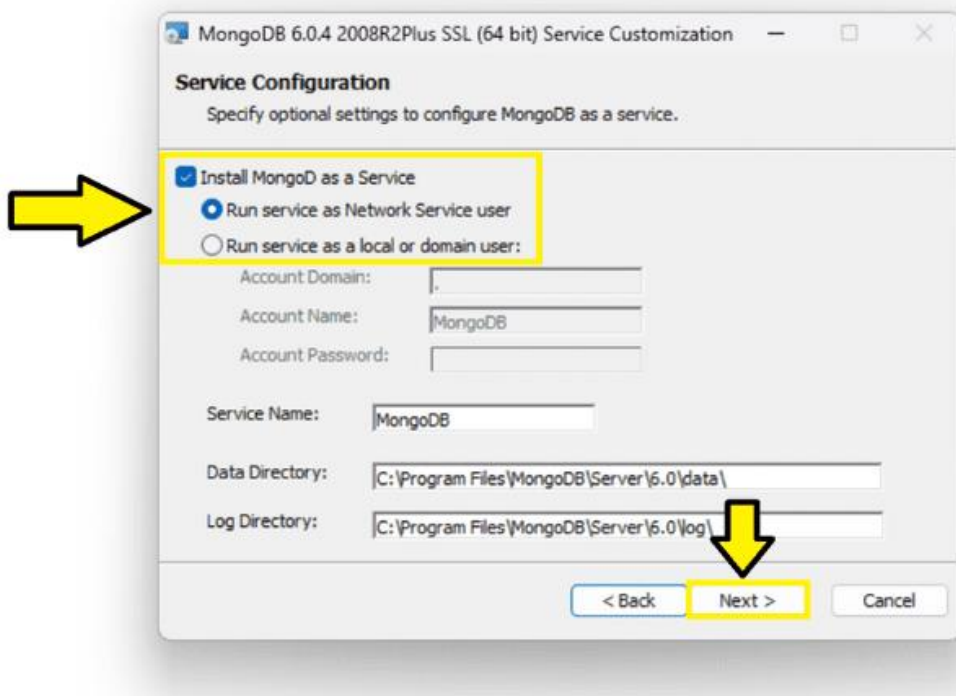 MongoDB 6.0.4 2008R2Plus SSL (64 bit) Service Customization
Service Configuration
Specify optional settings to configure MongoDB as a service.
Install MongoD as a Service
Run service as Network Service user
Run service as a local or domain user:
Account Domain: .
Account Name: MongoDB
Account Password:
Service Name: MongoDB
Data Directory: C:\Program Files\MongoDB\Server\6.0\data\
Log Directory: C:\Program Files\MongoDB\Server\6.0\log\
< Back Next > Cancel